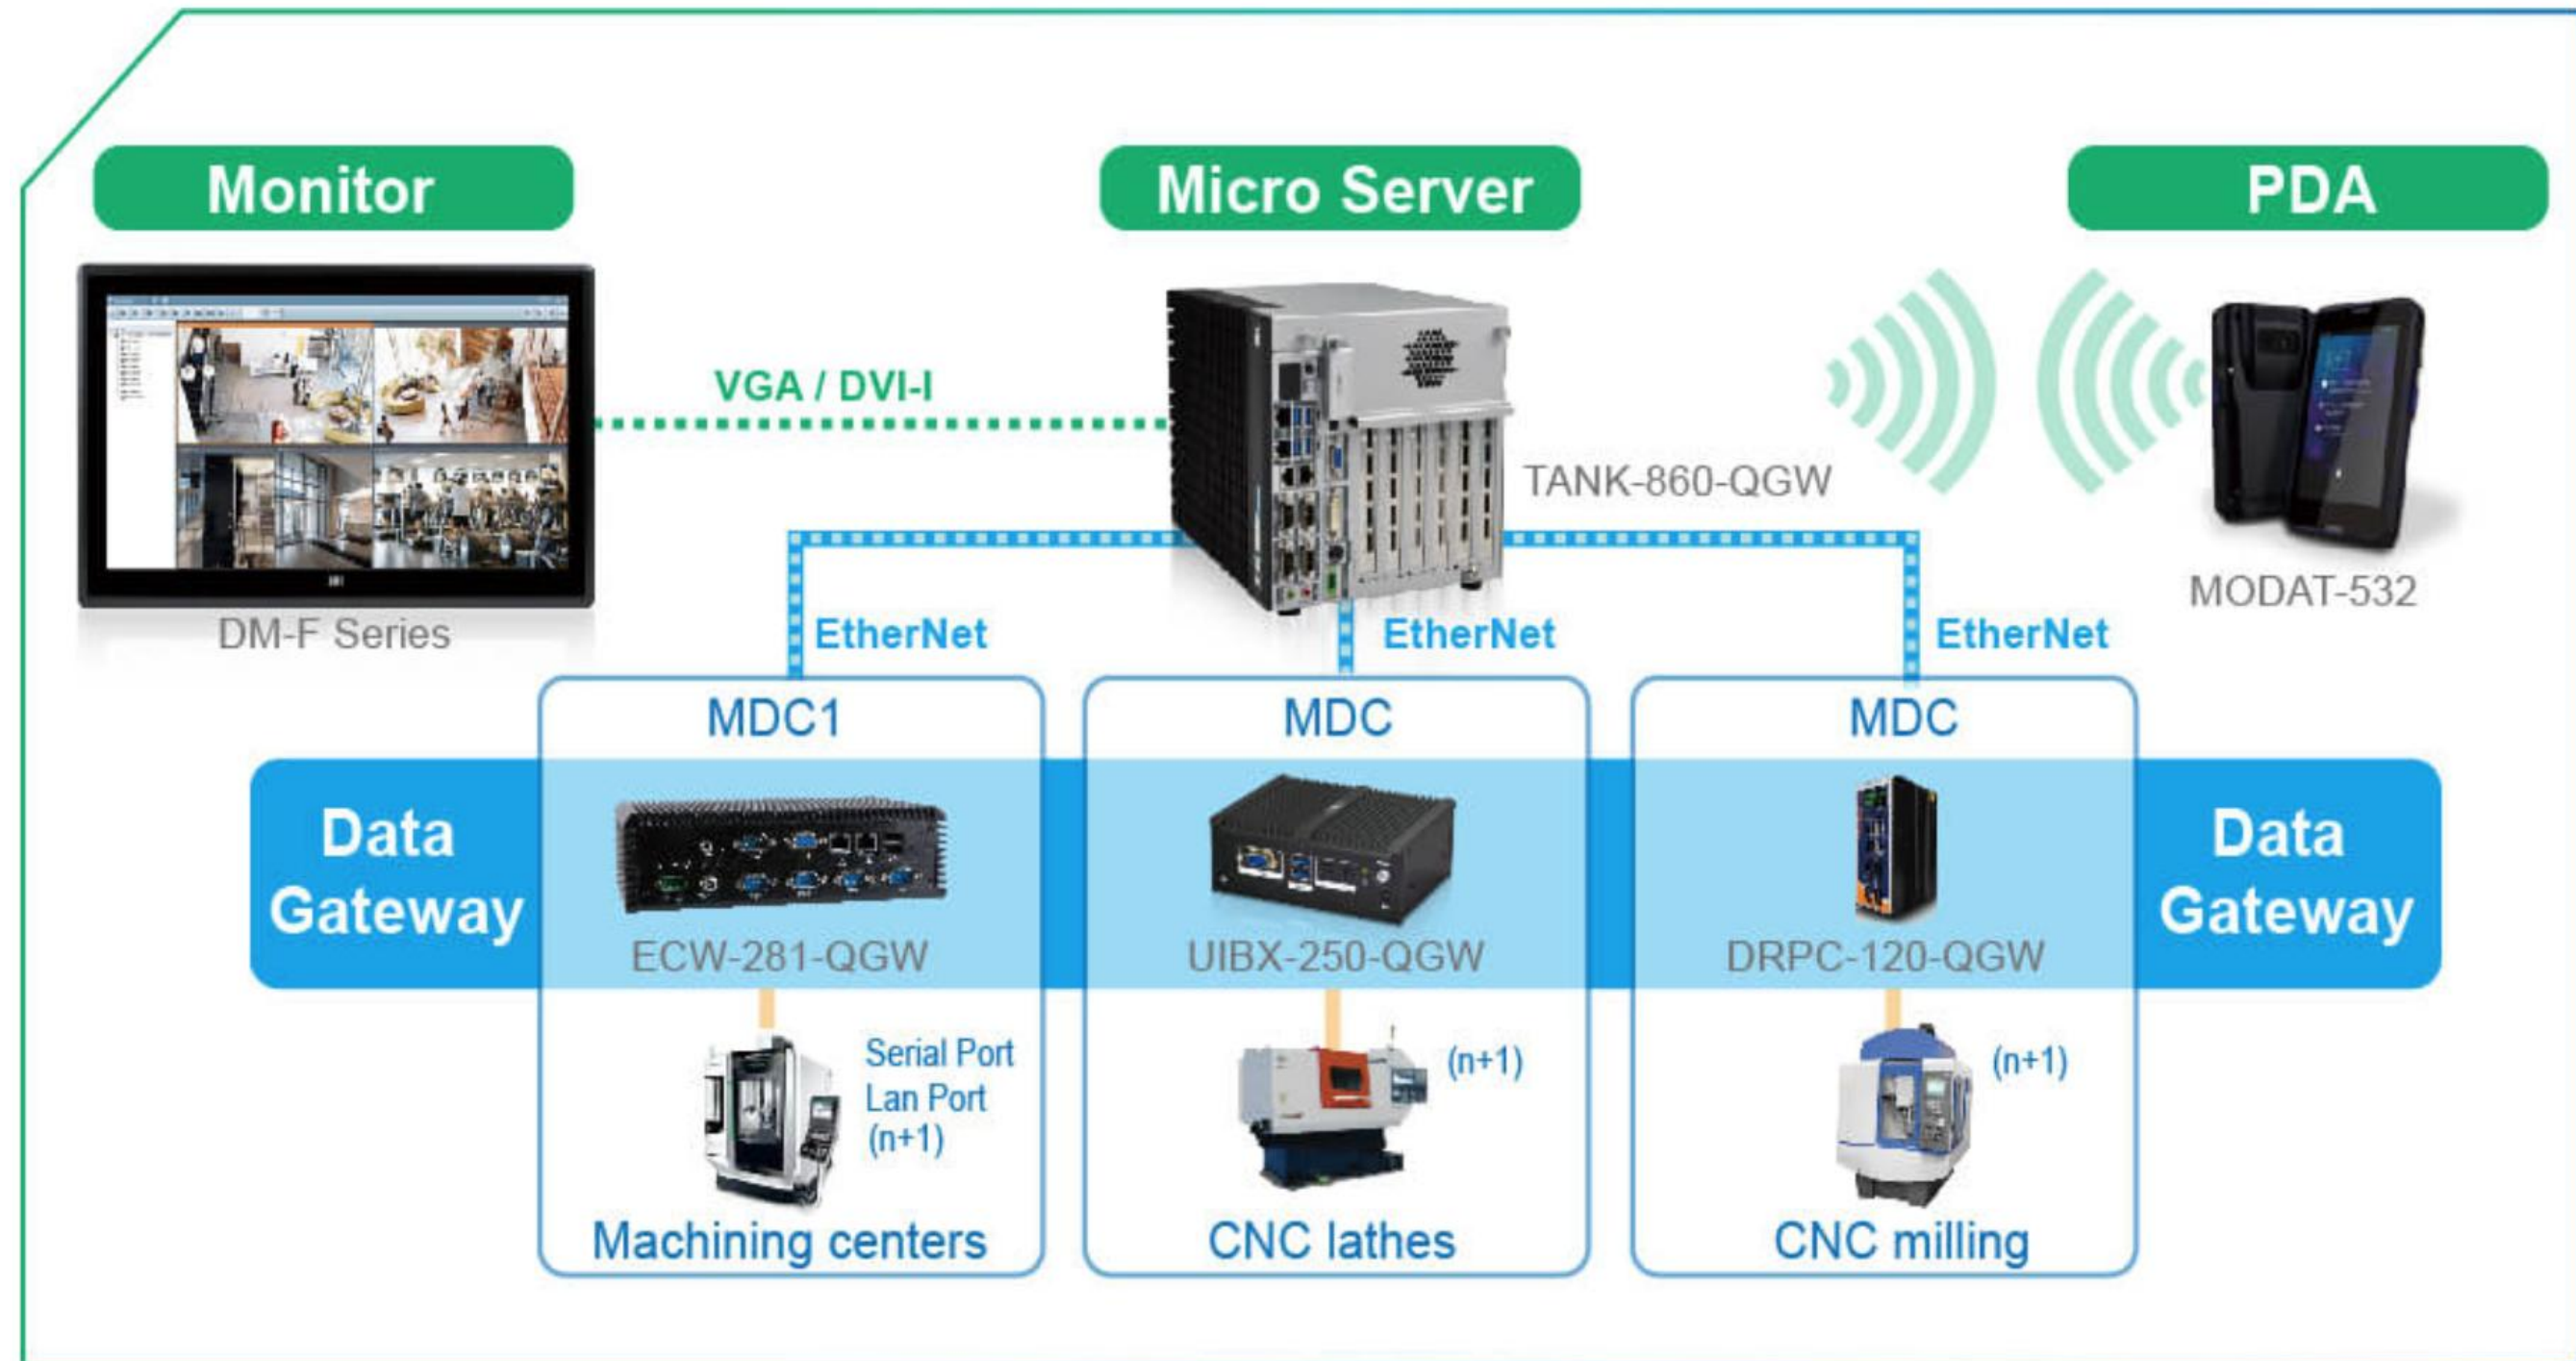 Monitor
Micro Server
PDA
VGA / DVI-I
TANK-860-QGW
MODAT-532
DM-F Series
EtherNet
EtherNet
EtherNet
MDC1
MDC
MDC
Data
Gateway
Data
Gateway
ECW-281-QGW
UIBX-250-QGW
DRPC-120-QGW
Serial Port
Lan Port
(n+1)
(n+1)
(n+1)
Machining centers
CNC lathes
CNC milling